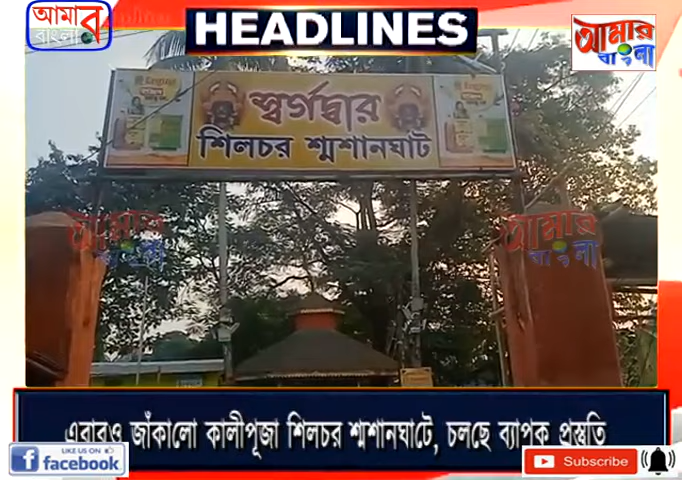 আমার
বাংলা
HEADLINES
আমার
বাংলা
স্বর্গদ্বার
শিলচর শ্মশানঘাট
আমার
বাংলা
আমার
বাংলা
এবারও জাঁকালো কালীপূজা শিলচর শ্মশানঘাটে, চলছে ব্যাপক প্রস্তুতি
LIKE US ON
facebook
Subscribe